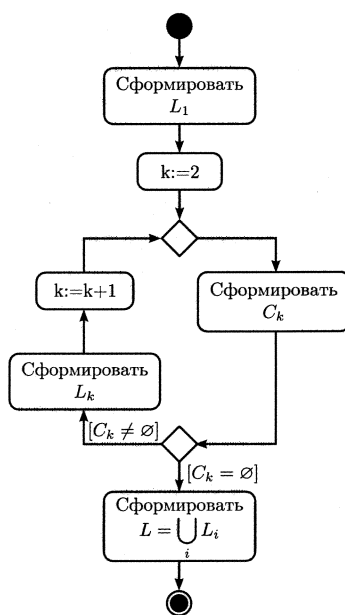 Сформировать
L₁
k:=2
k:=k+1
Сформировать
Cₖ
Сформировать
Lₖ
[Cₖ ≠ ∅]
[Cₖ = ∅]
Сформировать
L = ⋃ Lᵢ
i